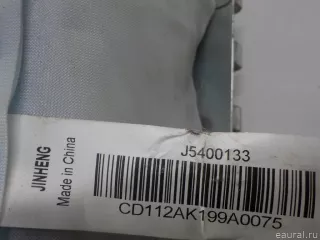 JINHENG
Made in China
J5400133
CD112AK199A0075
© eaural.ru